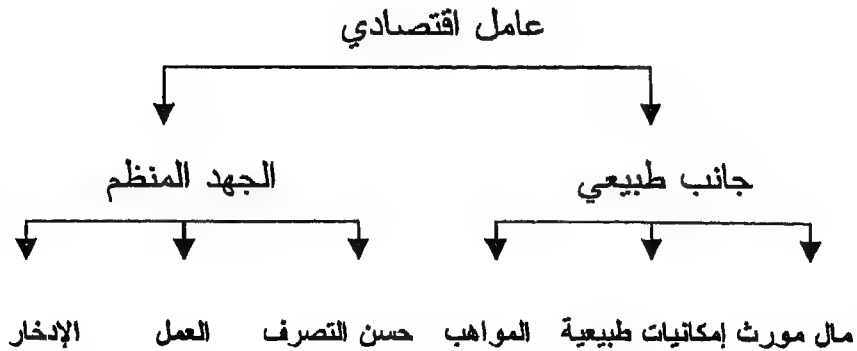 عامل اقتصادي
جانب طبيعي الجهد المنظم
مال مورث إمكانيات طبيعية المواهب حسن التصرف العمل الإدخار